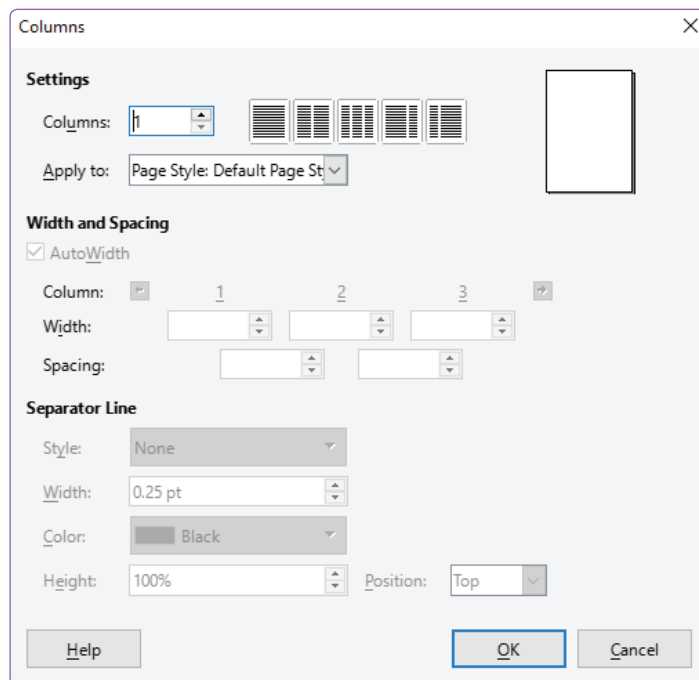 Columns
Settings
Columns: 1
Apply to: Page Style: Default Page St
Width and Spacing
AutoWidth
Column: 1 2 3
Width:
Spacing:
Separator Line
Style: None
Width: 0.25 pt
Color: Black
Height: 100% Position: Top
Help OK Cancel